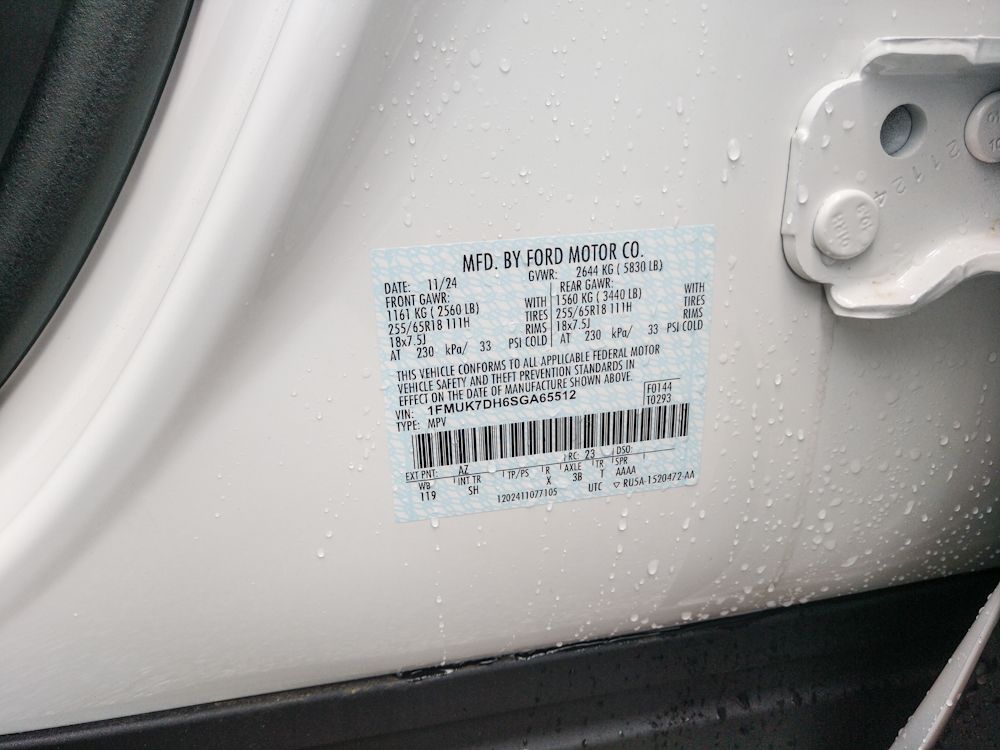 MFD. BY FORD MOTOR CO.
DATE: 11/24 GVWR: 2644 KG ( 5830 LB)
FRONT GAWR: REAR GAWR:
1161 KG ( 2560 LB) WITH 1560 KG ( 3440 LB) WITH
255/65R18 111H TIRES 255/65R18 111H TIRES
18x7.5J RIMS 18x7.5J RIMS
AT 230 kPa/ 33 PSI COLD AT 230 kPa/ 33 PSI COLD
THIS VEHICLE CONFORMS TO ALL APPLICABLE FEDERAL MOTOR
VEHICLE SAFETY AND THEFT PREVENTION STANDARDS IN
EFFECT ON THE DATE OF MANUFACTURE SHOWN ABOVE.
VIN: 1FMUK7DH6SGA65512
TYPE: MPV
F0144
T0293
EXT PNT: AZ RC: 23 DSO:
WB INT TR TP/PS R AXLE TR SPR
119 SH X 3B T AAAA
1202411077105 UTC ▽ RU5A-1520472-AA
21124